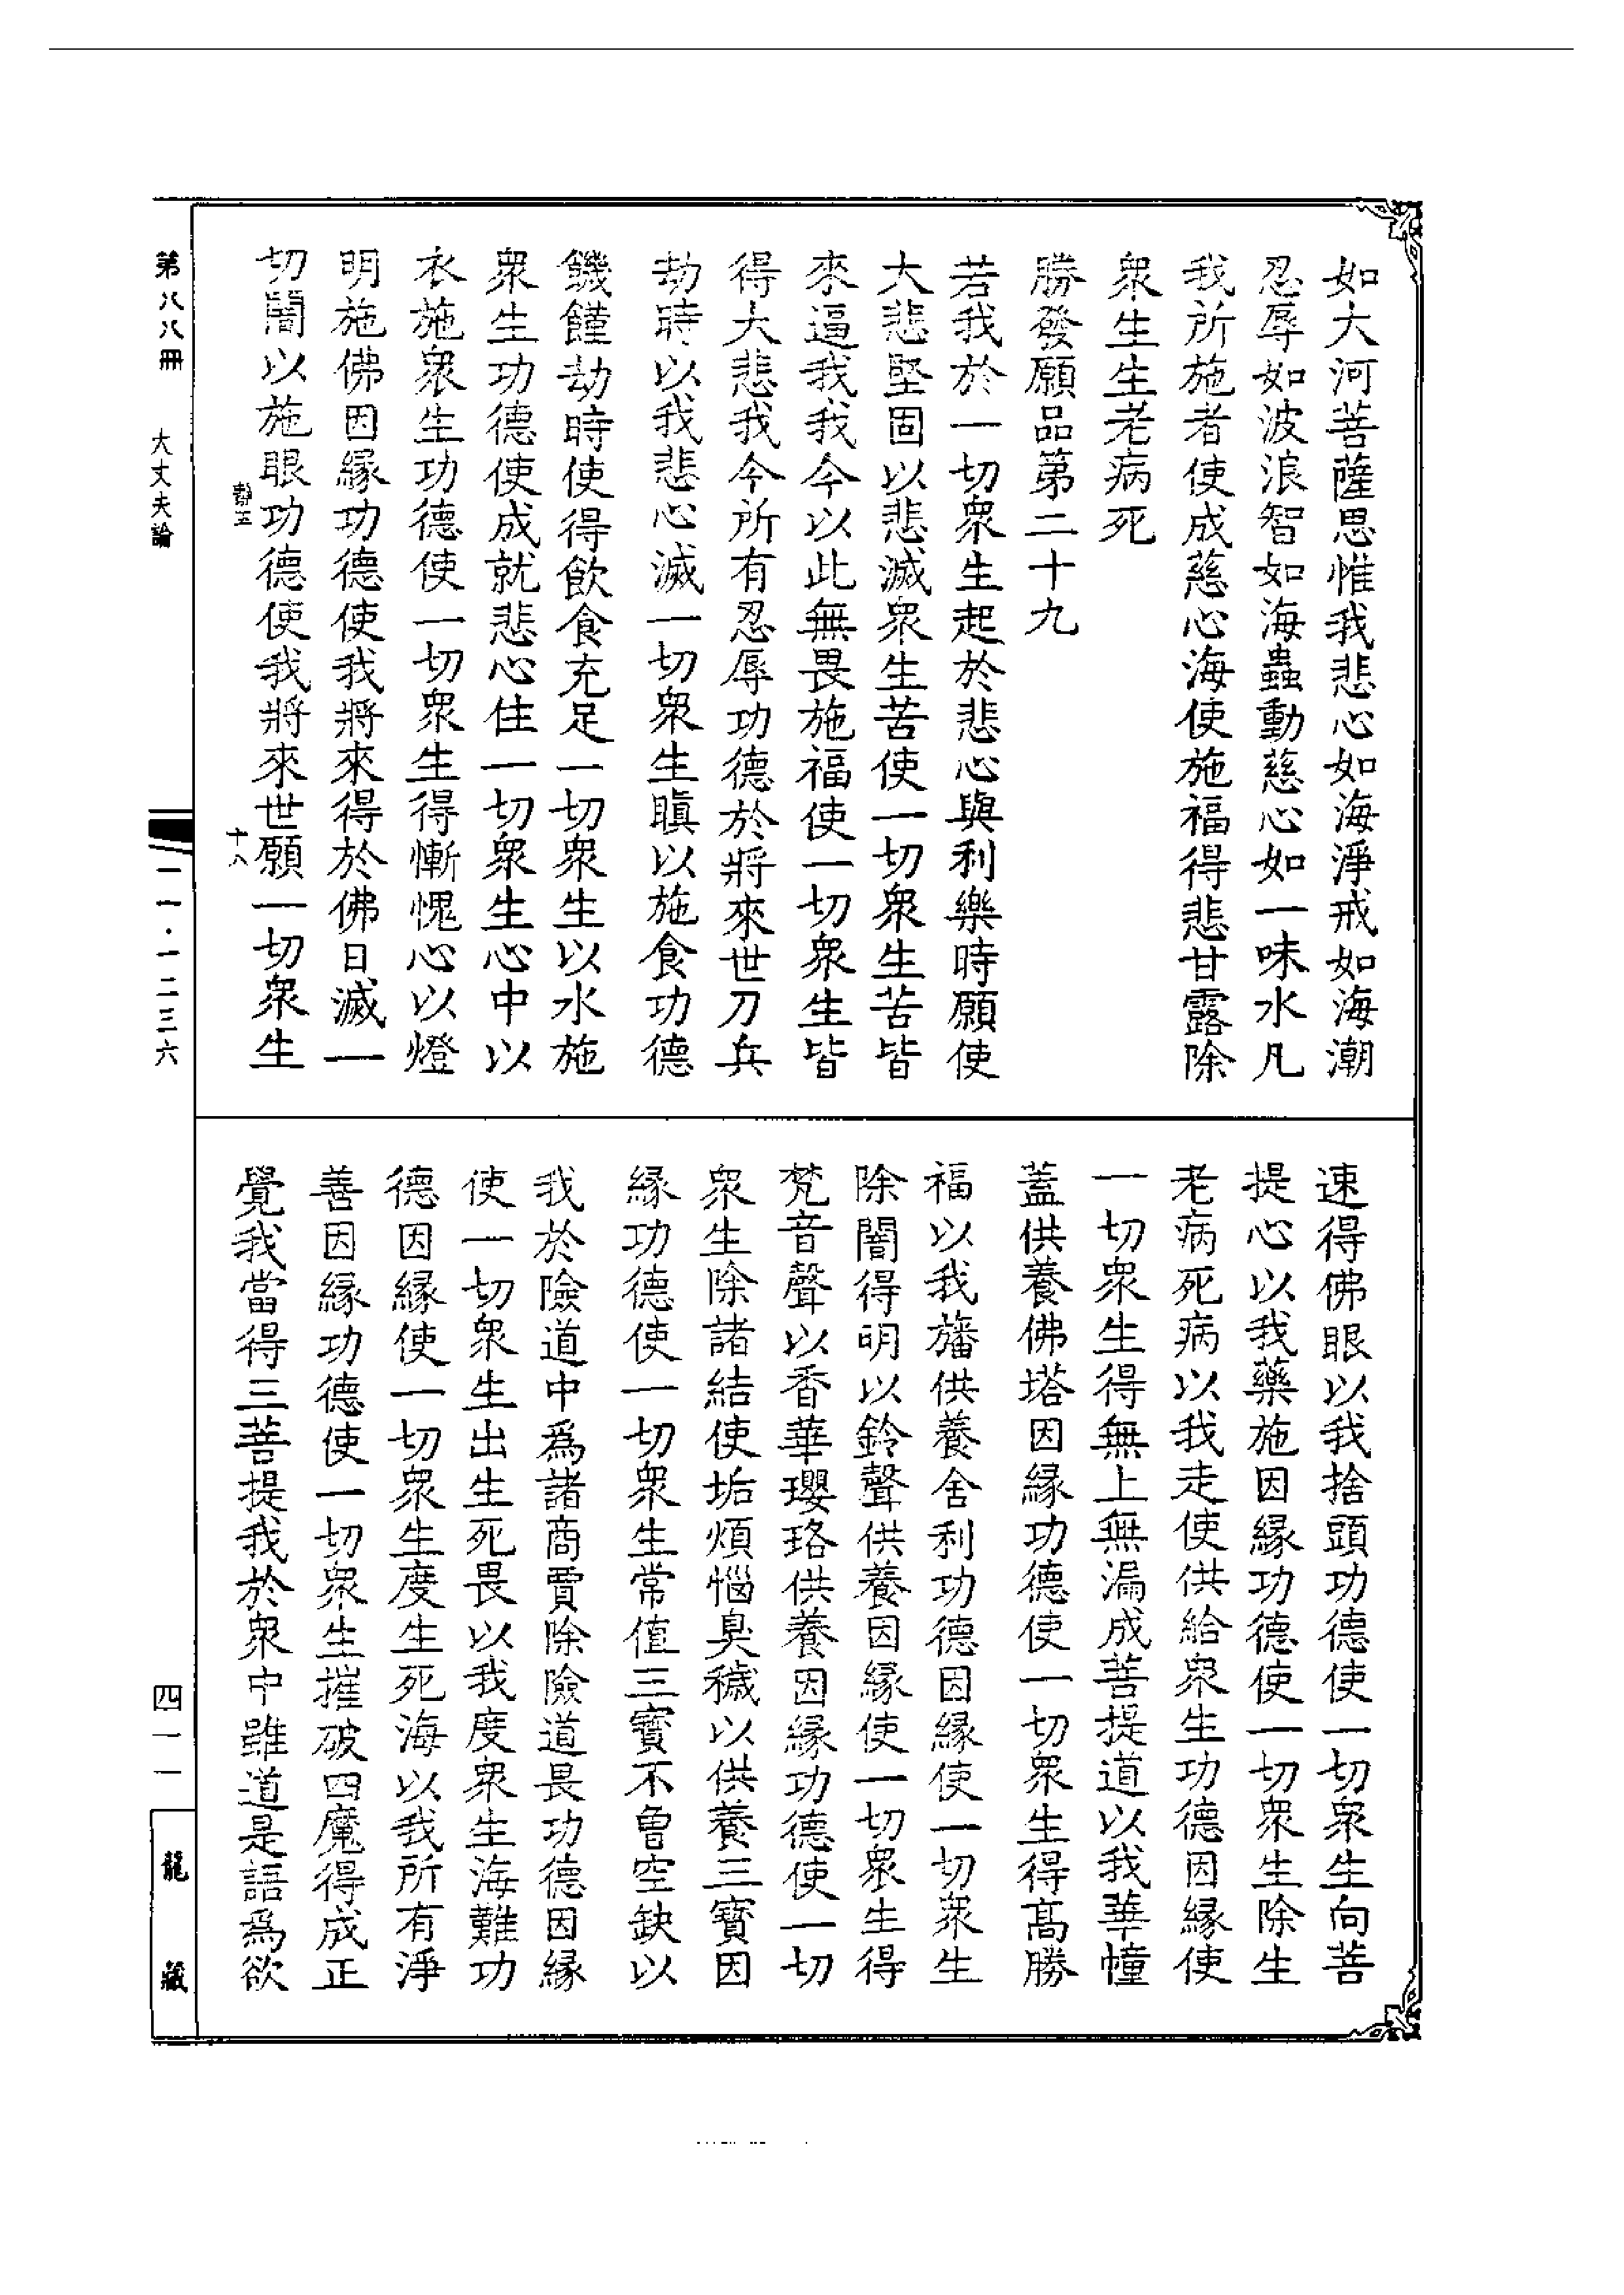 如大河菩薩思惟我悲心如海淨戒如海潮
忍辱如波浪智如海蟲動慈心如一味水凡
我所施者使成慈心海使施福得悲甘露除
衆生生老病死
勝發願品第二十九
若我於一切衆生起於悲心與利樂時願使
大悲堅固以悲滅衆生苦使一切衆生苦皆
來逼我我今以此無畏施福使一切衆生皆
得大悲我今所有忍辱功德於將來世刀兵
劫時以我悲心滅一切衆生瞋以施食功德
饑饉劫時使得飲食充足一切衆生以水施
衆生功德使成就悲心住一切衆生心中以
衣施衆生功德使一切衆生得慚愧心以燈
明施佛因緣功德使我將來得於佛日滅一
切闇以施眼功德使我將來世願一切衆生
十八
速得佛眼以我捨頭功德使一切衆生向菩
提心以我藥施因緣功德使一切衆生除生
老病死病以我走使供給衆生功德因緣使
一切衆生得無上無漏成菩提道以我華幢
蓋供養佛塔因緣功德使一切衆生得髙勝
福以我旛供養舍利功德因緣使一切衆生
除闇得明以鈴聲供養因緣使一切衆生得
梵音聲以香華瓔珞供養因緣功德使一切
衆生除諸結使垢煩惱臭穢以供養三寶因
緣功德使一切衆生常值三寶不曾空缺以
我於險道中爲諸商賈除險道畏功德因緣
使一切衆生出生死畏以我度衆生海難功
德因緣使一切衆生度生死海以我所有淨
善因緣功德使一切衆生摧破四魔得成正
覺我當得三菩提我於衆中雖道是語爲欲
第八八冊
大丈夫論
二一·一二三六
四一一
龍藏